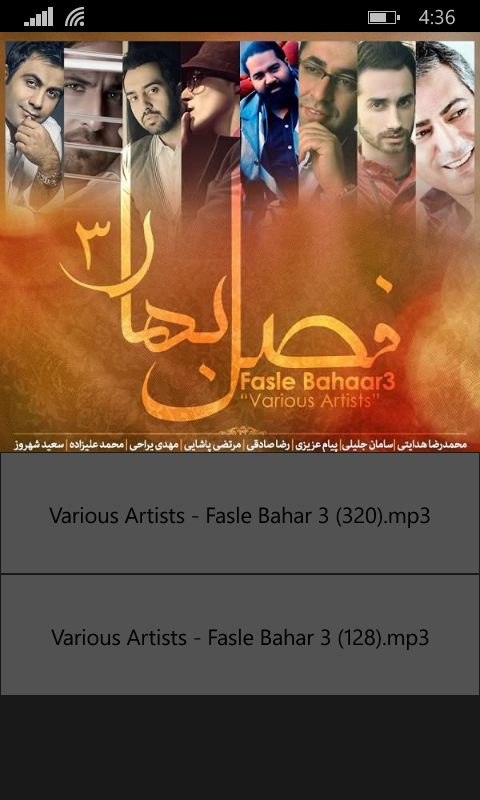 4:36
فصل بهار ۳
Fasle Bahaar3
“Various Artists”
محمدرضا هدایتی | سامان جلیلی | پیام عزیزی | رضا صادقی | مرتضی پاشایی | مهدی یراحی | محمد علیزاده | سعید شهروز
Various Artists - Fasle Bahar 3 (320).mp3
Various Artists - Fasle Bahar 3 (128).mp3